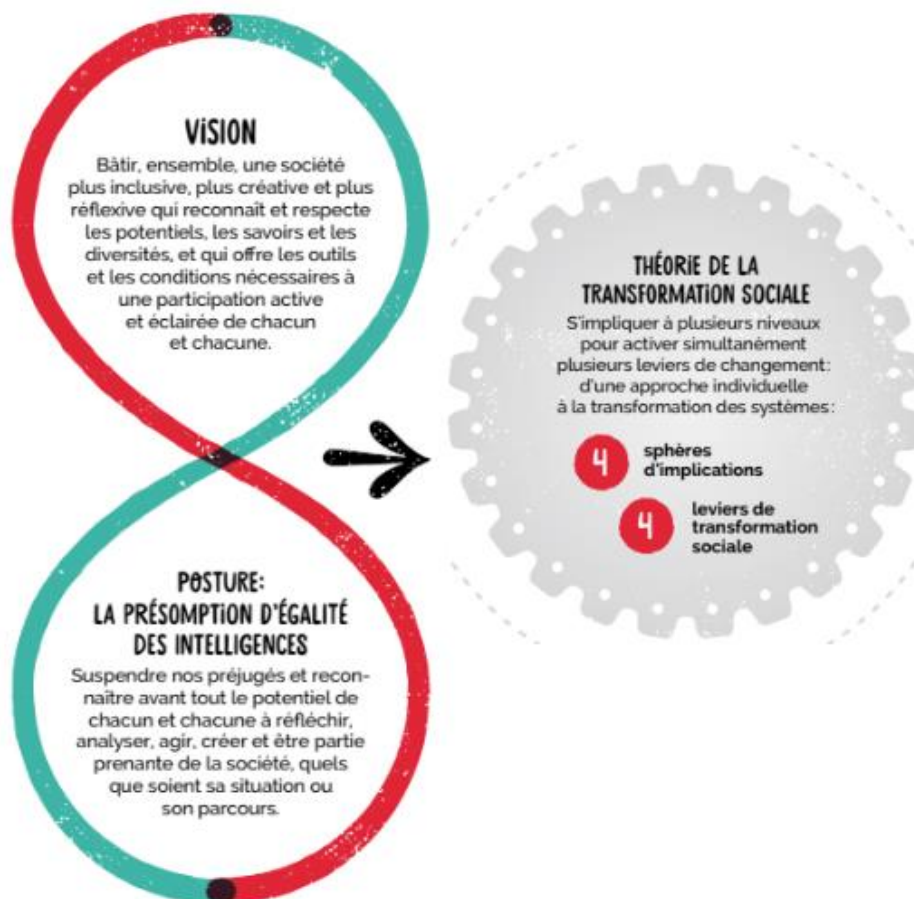 VISION
Bâtir, ensemble, une société
plus inclusive, plus créative et plus
réflexive qui reconnaît et respecte
les potentiels, les savoirs et les
diversités, et qui offre les outils
et les conditions nécessaires à
une participation active
et éclairée de chacun
et chacune.
POSTURE:
LA PRÉSOMPTION D'ÉGALITÉ
DES INTELLIGENCES
Suspendre nos préjugés et recon-
naître avant tout le potentiel de
chacun et chacune à réfléchir,
analyser, agir, créer et être partie
prenante de la société, quels
que soient sa situation ou
son parcours.
THÉORIE DE LA
TRANSFORMATION SOCIALE
S'impliquer à plusieurs niveaux
pour activer simultanément
plusieurs leviers de changement:
d'une approche individuelle
à la transformation des systèmes:
4 sphères
d'implications
4 leviers de
transformation
sociale